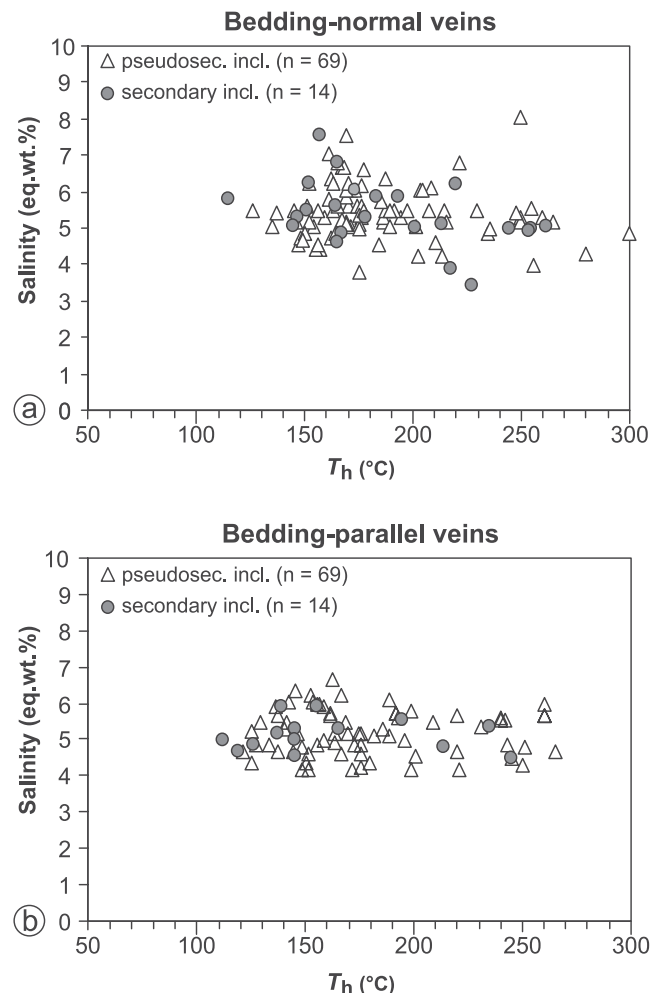 Bedding-normal veins
10
9
8
7
6
5
4
3
2
1
0
Salinity (eq.wt.%)
pseudosec. incl. (n = 69)
secondary incl. (n = 14)
a
50 100 150 200 250 300
Th (°C)
Bedding-parallel veins
10
9
8
7
6
5
4
3
2
1
0
Salinity (eq.wt.%)
pseudosec. incl. (n = 69)
secondary incl. (n = 14)
b
50 100 150 200 250 300
Th (°C)